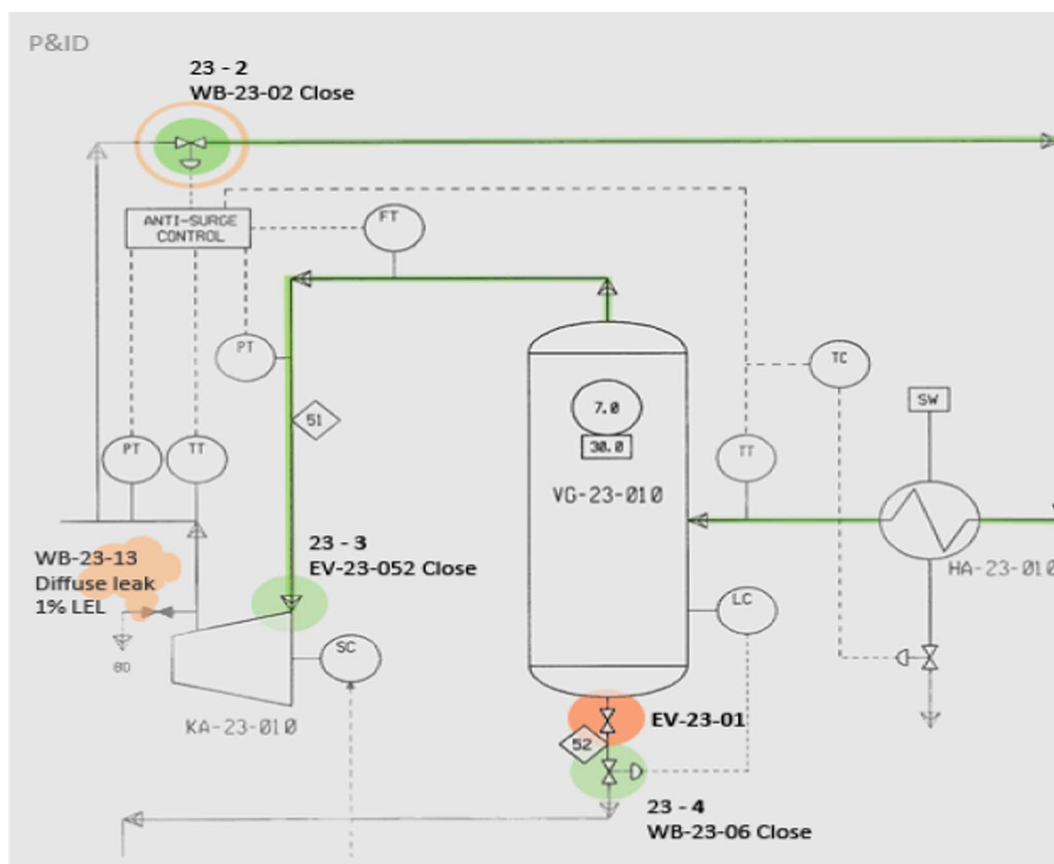 P&ID
23 - 2
WB-23-02 Close
ANTI-SURGE
CONTROL
FT
PT
TC
51
7.0
30.0
SW
PT
TT
TT
VG-23-010
WB-23-13
Diffuse leak
1% LEL
23 - 3
EV-23-052 Close
HA-23-010
LC
BD
SC
KA-23-010
EV-23-01
52
23 - 4
WB-23-06 Close